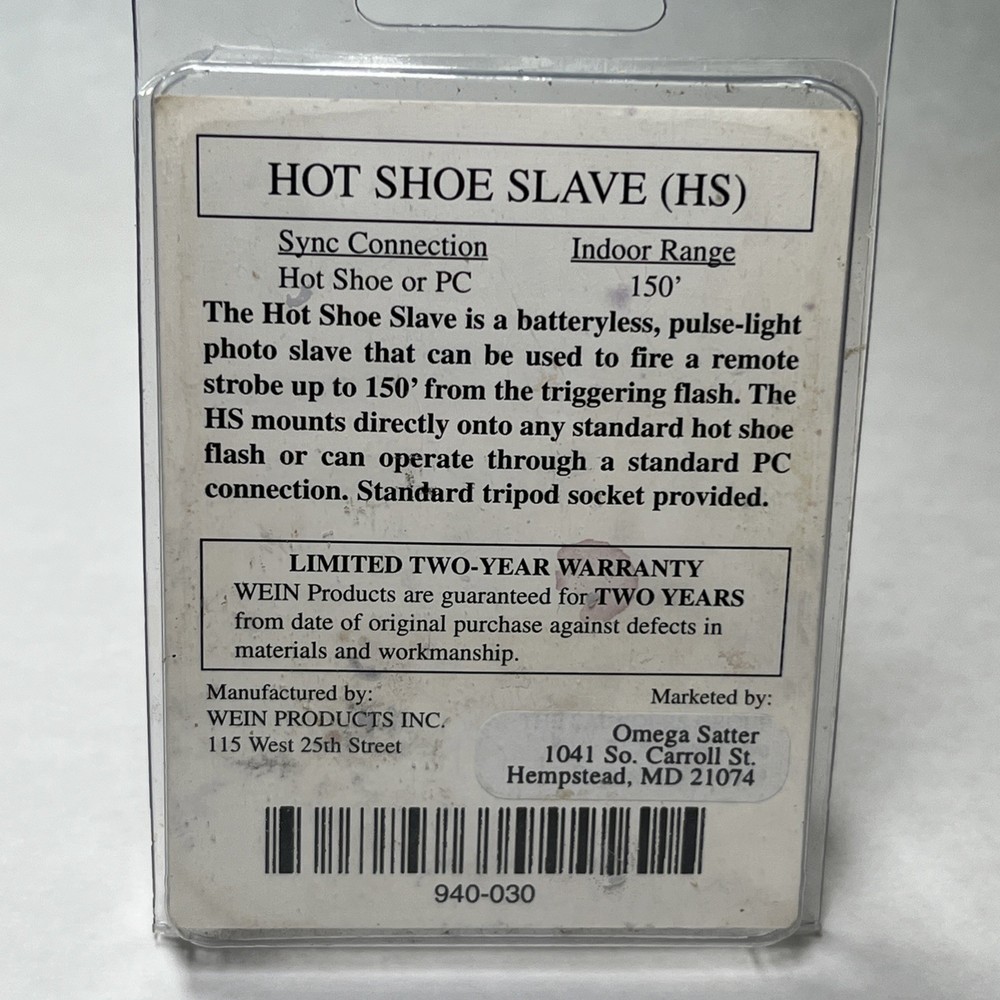 HOT SHOE SLAVE (HS)
Sync Connection Indoor Range
Hot Shoe or PC 150’
The Hot Shoe Slave is a batteryless, pulse-light
photo slave that can be used to fire a remote
strobe up to 150’ from the triggering flash. The
HS mounts directly onto any standard hot shoe
flash or can operate through a standard PC
connection. Standard tripod socket provided.
LIMITED TWO-YEAR WARRANTY
WEIN Products are guaranteed for TWO YEARS
from date of original purchase against defects in
materials and workmanship.
Manufactured by:
WEIN PRODUCTS INC.
115 West 25th Street
Marketed by:
Omega Satter
1041 So. Carroll St.
Hempstead, MD 21074
940-030